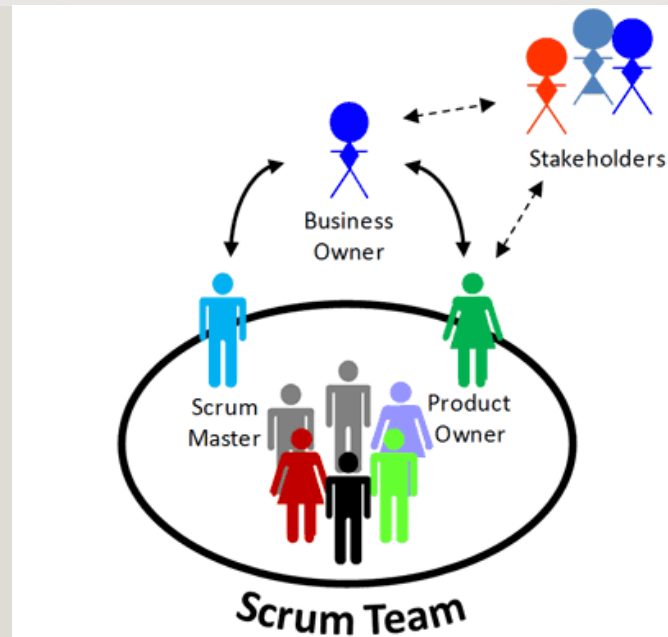 Stakeholders
Business
Owner
Scrum
Master
Product
Owner
Scrum Team